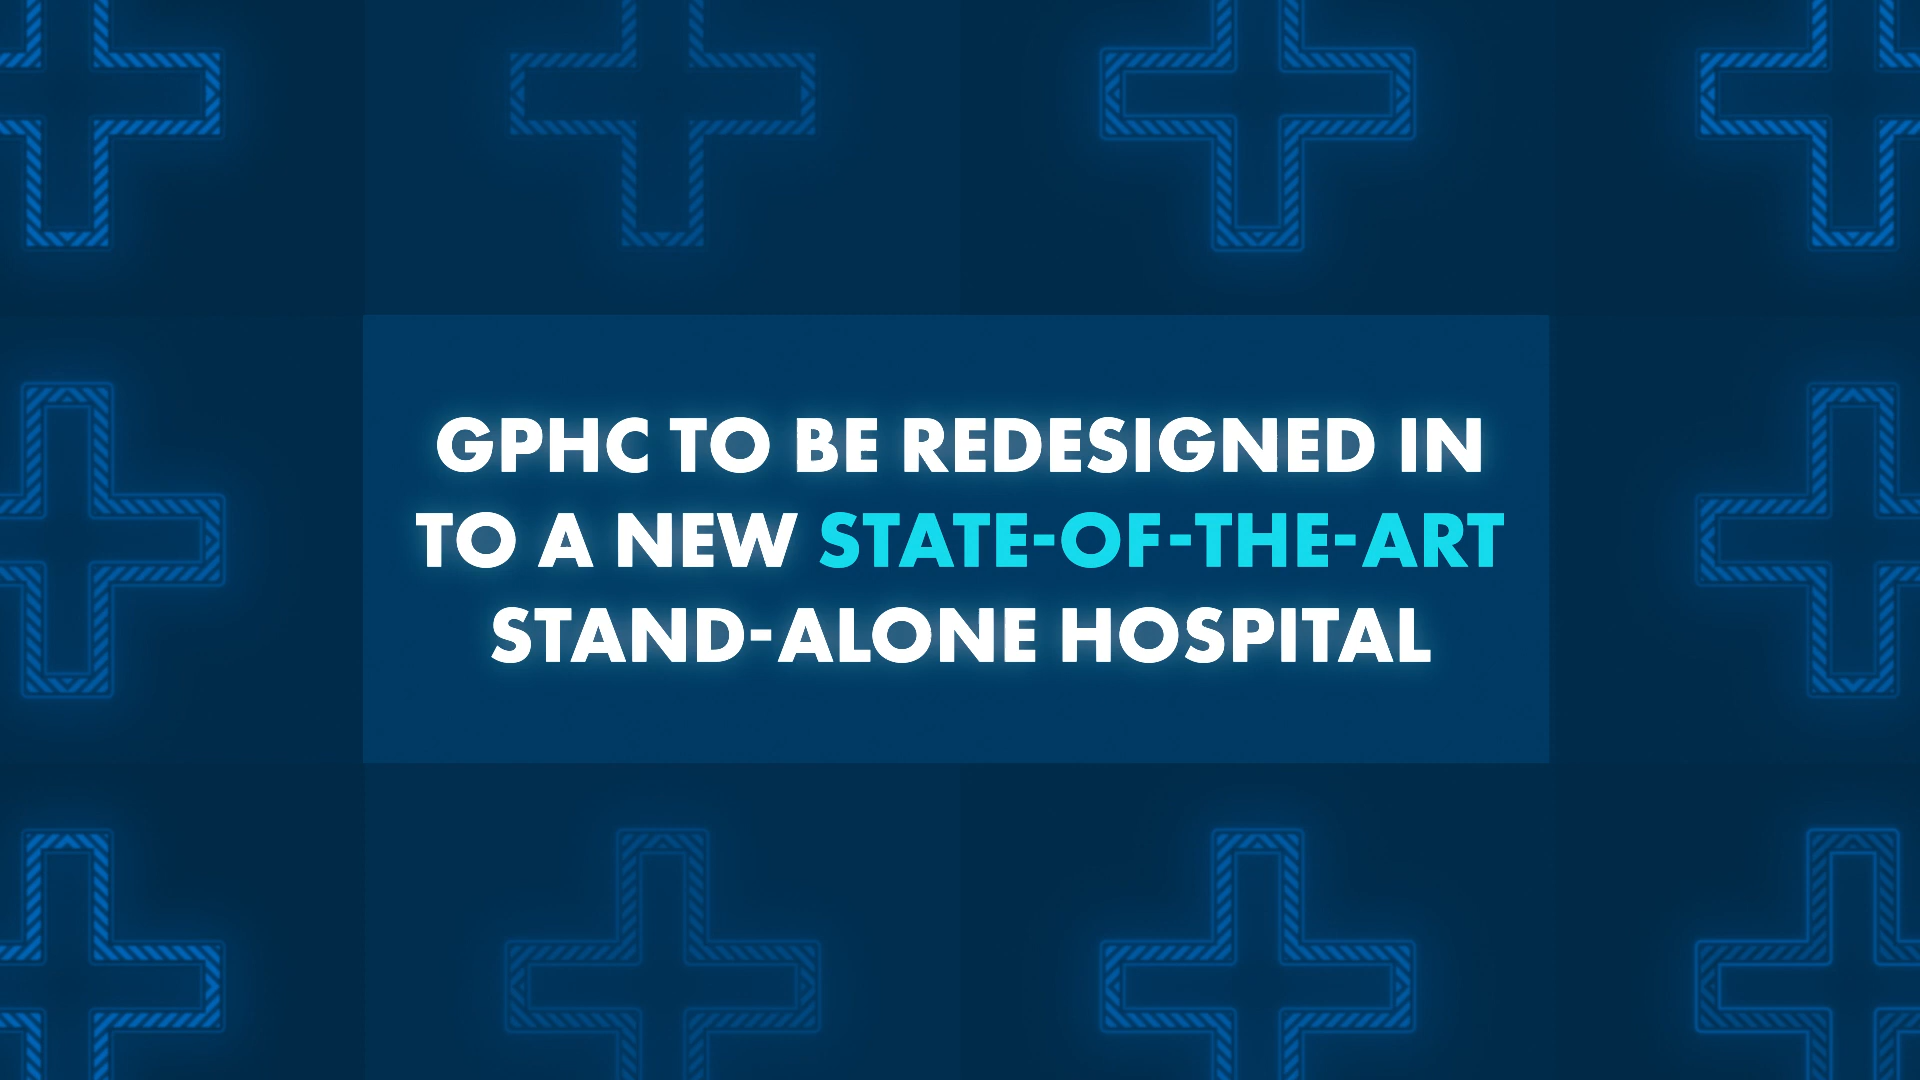 GPHC TO BE REDESIGNED IN
TO A NEW STATE-OF-THE-ART
STAND-ALONE HOSPITAL